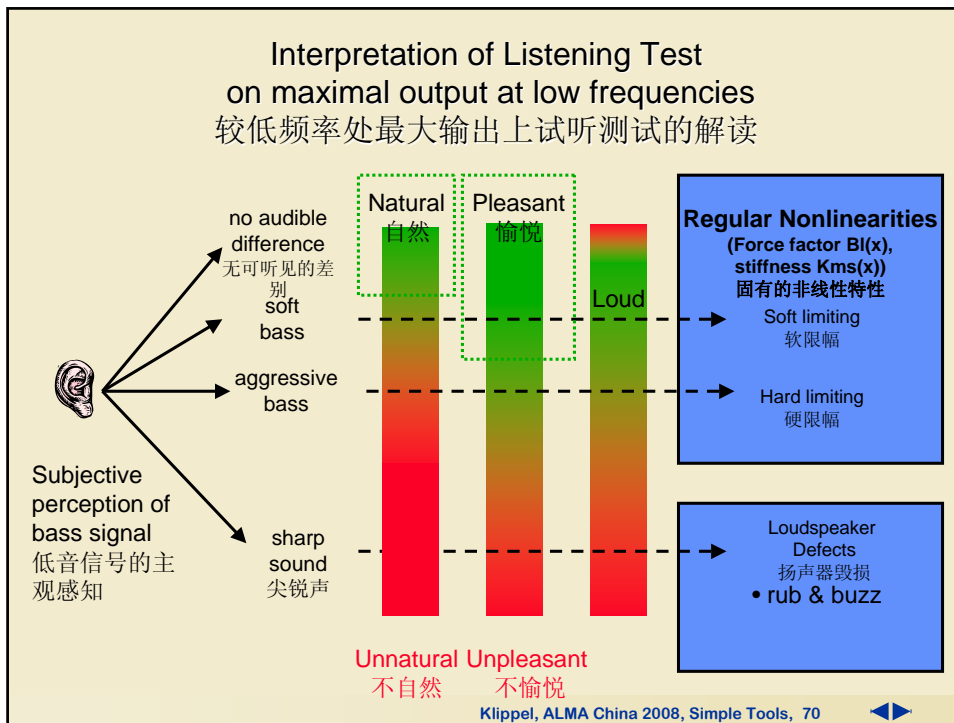 Interpretation of Listening Test
on maximal output at low frequencies
较低频率处最大输出上试听测试的解读
no audible
difference
无可听见的差
别
soft
bass
aggressive
bass
sharp
sound
尖锐声
Subjective
perception of
bass signal
低音信号的主
观感知
Natural
自然
Pleasant
愉悦
Loud
Unnatural
不自然
Unpleasant
不愉悦
Regular Nonlinearities
(Force factor Bl(x),
stiffness Kms(x))
固有的非线性特性
Soft limiting
软限幅
Hard limiting
硬限幅
Loudspeaker
Defects
扬声器毁损
• rub & buzz
Klippel, ALMA China 2008, Simple Tools, 70